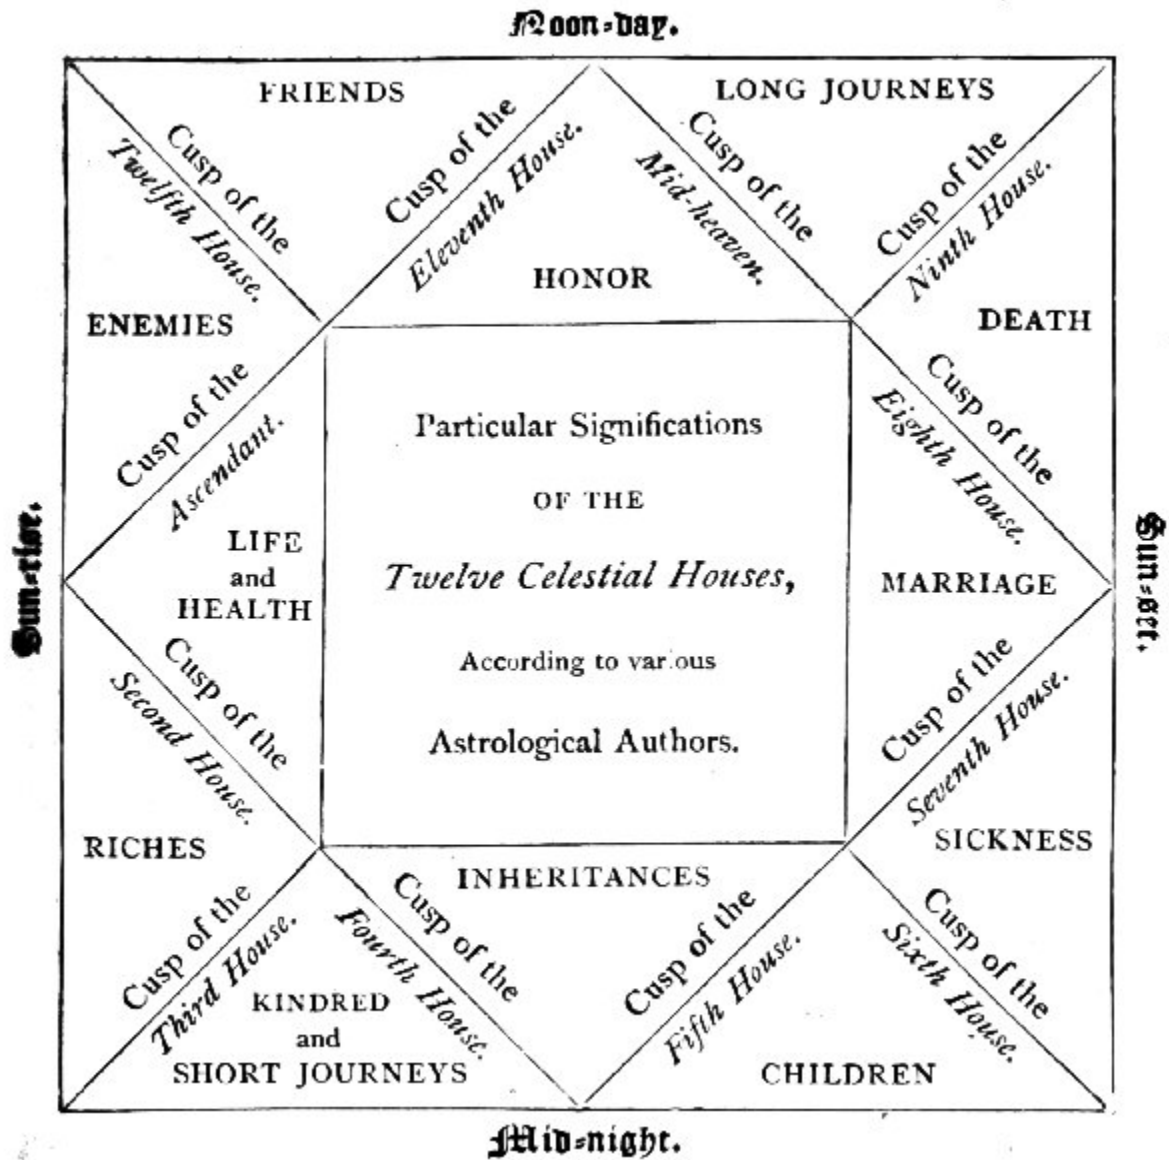 Noon-day.
FRIENDS
LONG JOURNEYS
Cusp of the
Twelfth House.
Cusp of the
Eleventh House.
Cusp of the
Mid-heaven.
Cusp of the
Ninth House.
HONOR
ENEMIES
DEATH
Cusp of the
Ascendant.
Cusp of the
Eighth House.
Particular Significations
OF THE
Twelve Celestial Houses,
According to various
Astrological Authors.
Sun-rise.
LIFE
and
HEALTH
MARRIAGE
Sun-set.
Cusp of the
Second House.
Cusp of the
Seventh House.
RICHES
SICKNESS
INHERITANCES
Cusp of the
Third House.
Cusp of the
Fourth House.
Cusp of the
Fifth House.
Cusp of the
Sixth House.
KINDRED
and
SHORT JOURNEYS
CHILDREN
Mid-night.